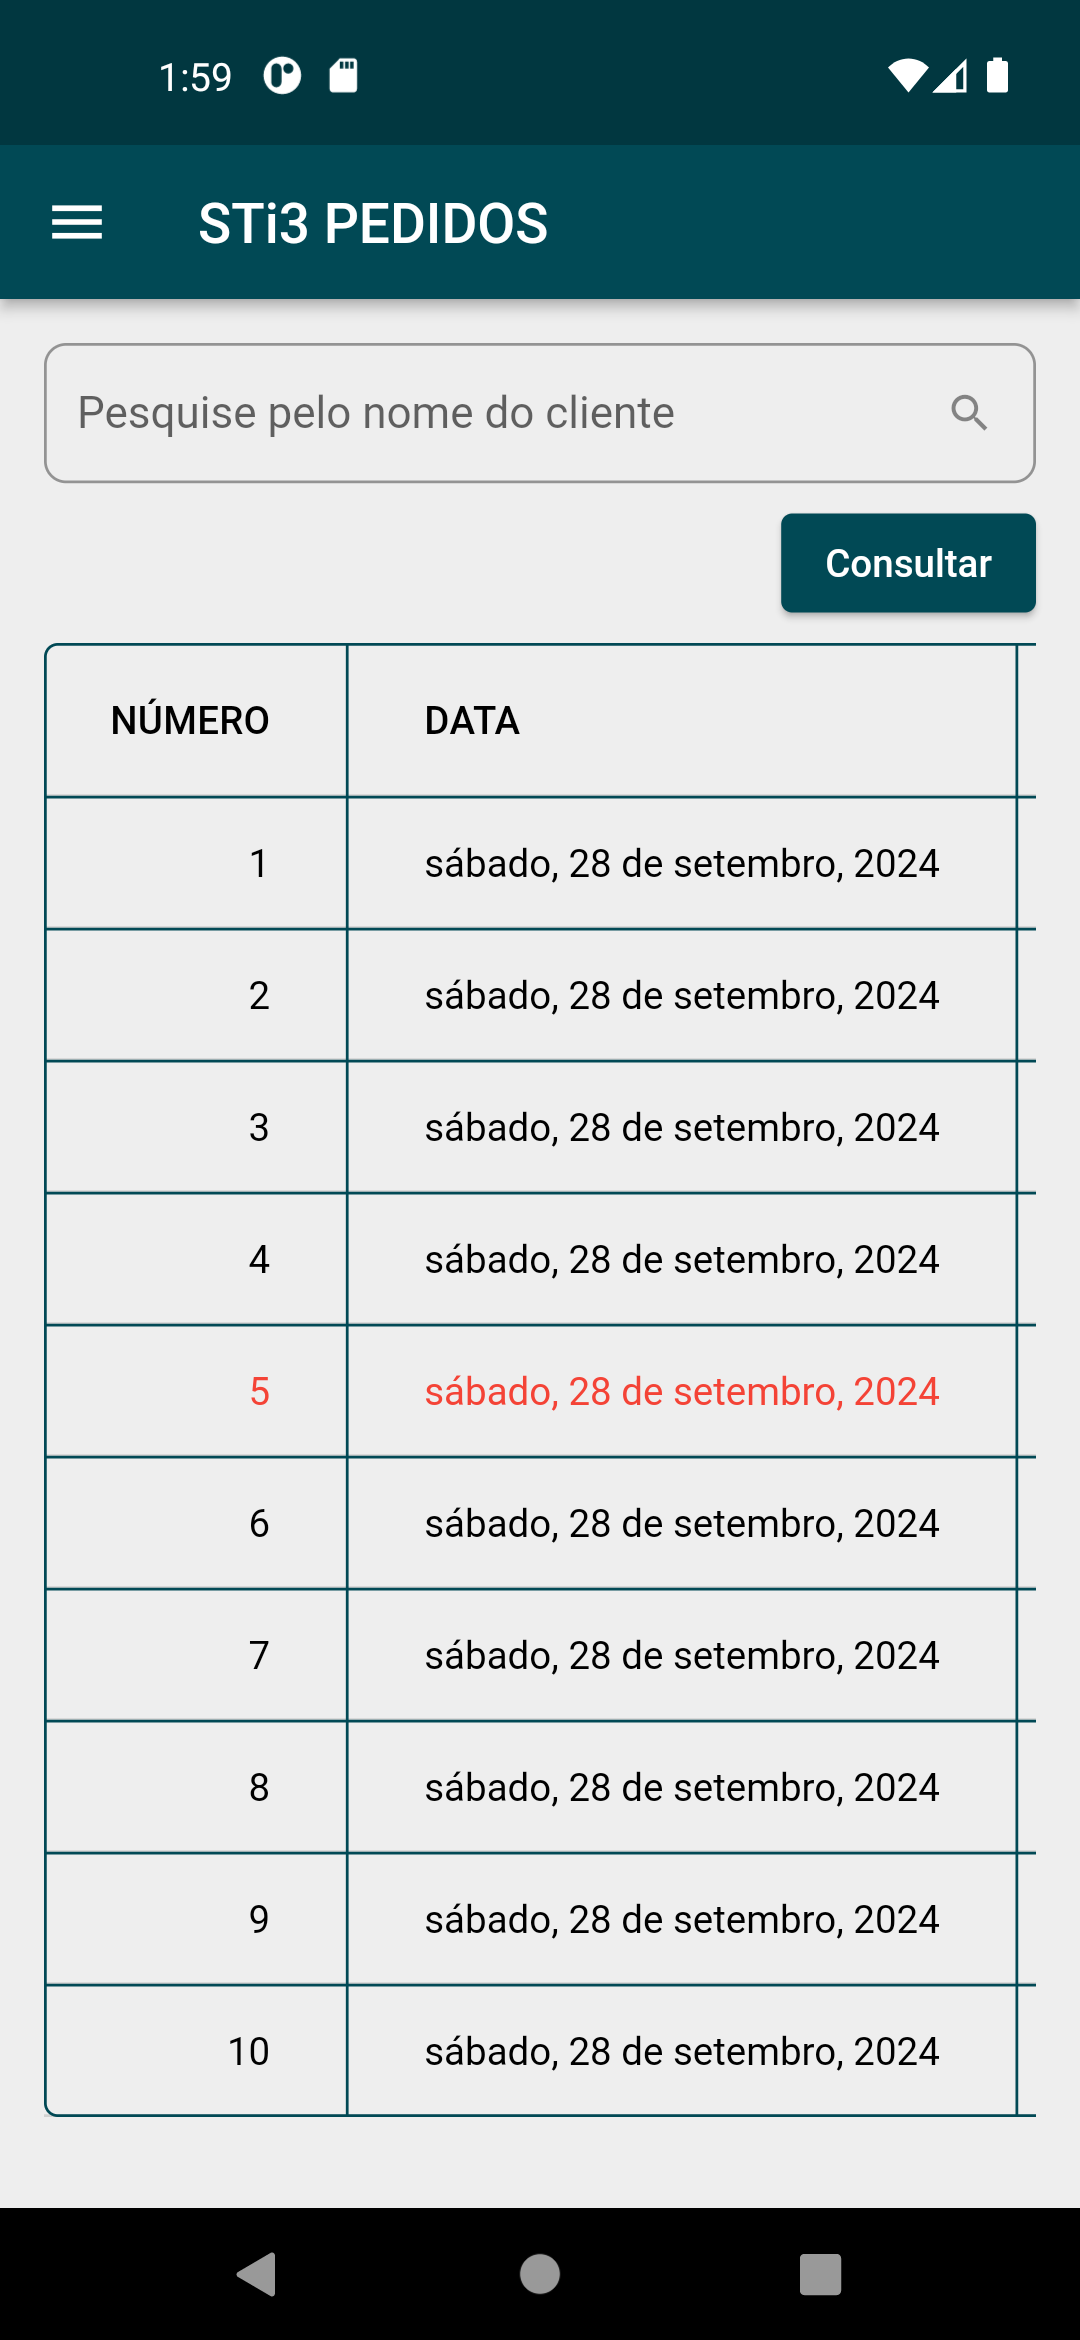 1:59
STi3 PEDIDOS
Pesquise pelo nome do cliente
Consultar
NÚMERO DATA
1 sábado, 28 de setembro, 2024
2 sábado, 28 de setembro, 2024
3 sábado, 28 de setembro, 2024
4 sábado, 28 de setembro, 2024
5 sábado, 28 de setembro, 2024
6 sábado, 28 de setembro, 2024
7 sábado, 28 de setembro, 2024
8 sábado, 28 de setembro, 2024
9 sábado, 28 de setembro, 2024
10 sábado, 28 de setembro, 2024